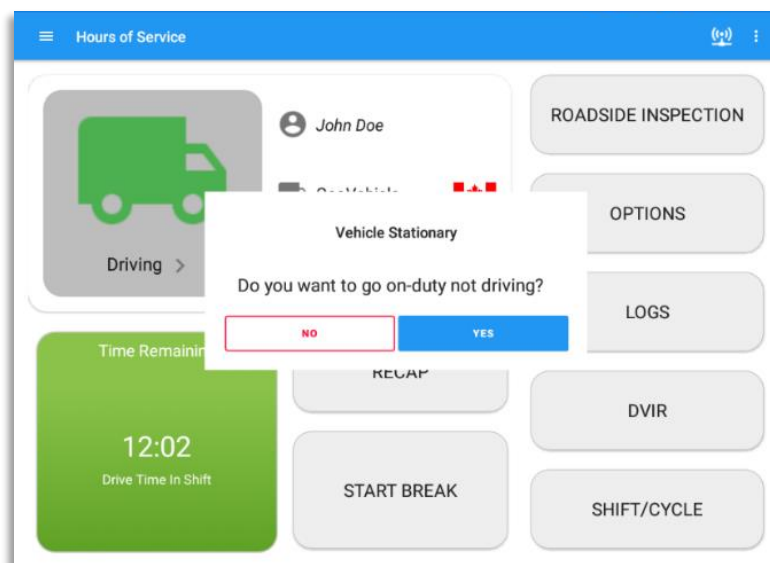 Hours of Service
John Doe
ROADSIDE INSPECTION
OPTIONS
Driving >
Vehicle Stationary
Do you want to go on-duty not driving?
NO
YES
LOGS
Time Remaining
RECAP
DVIR
12:02
Drive Time In Shift
START BREAK
SHIFT/CYCLE